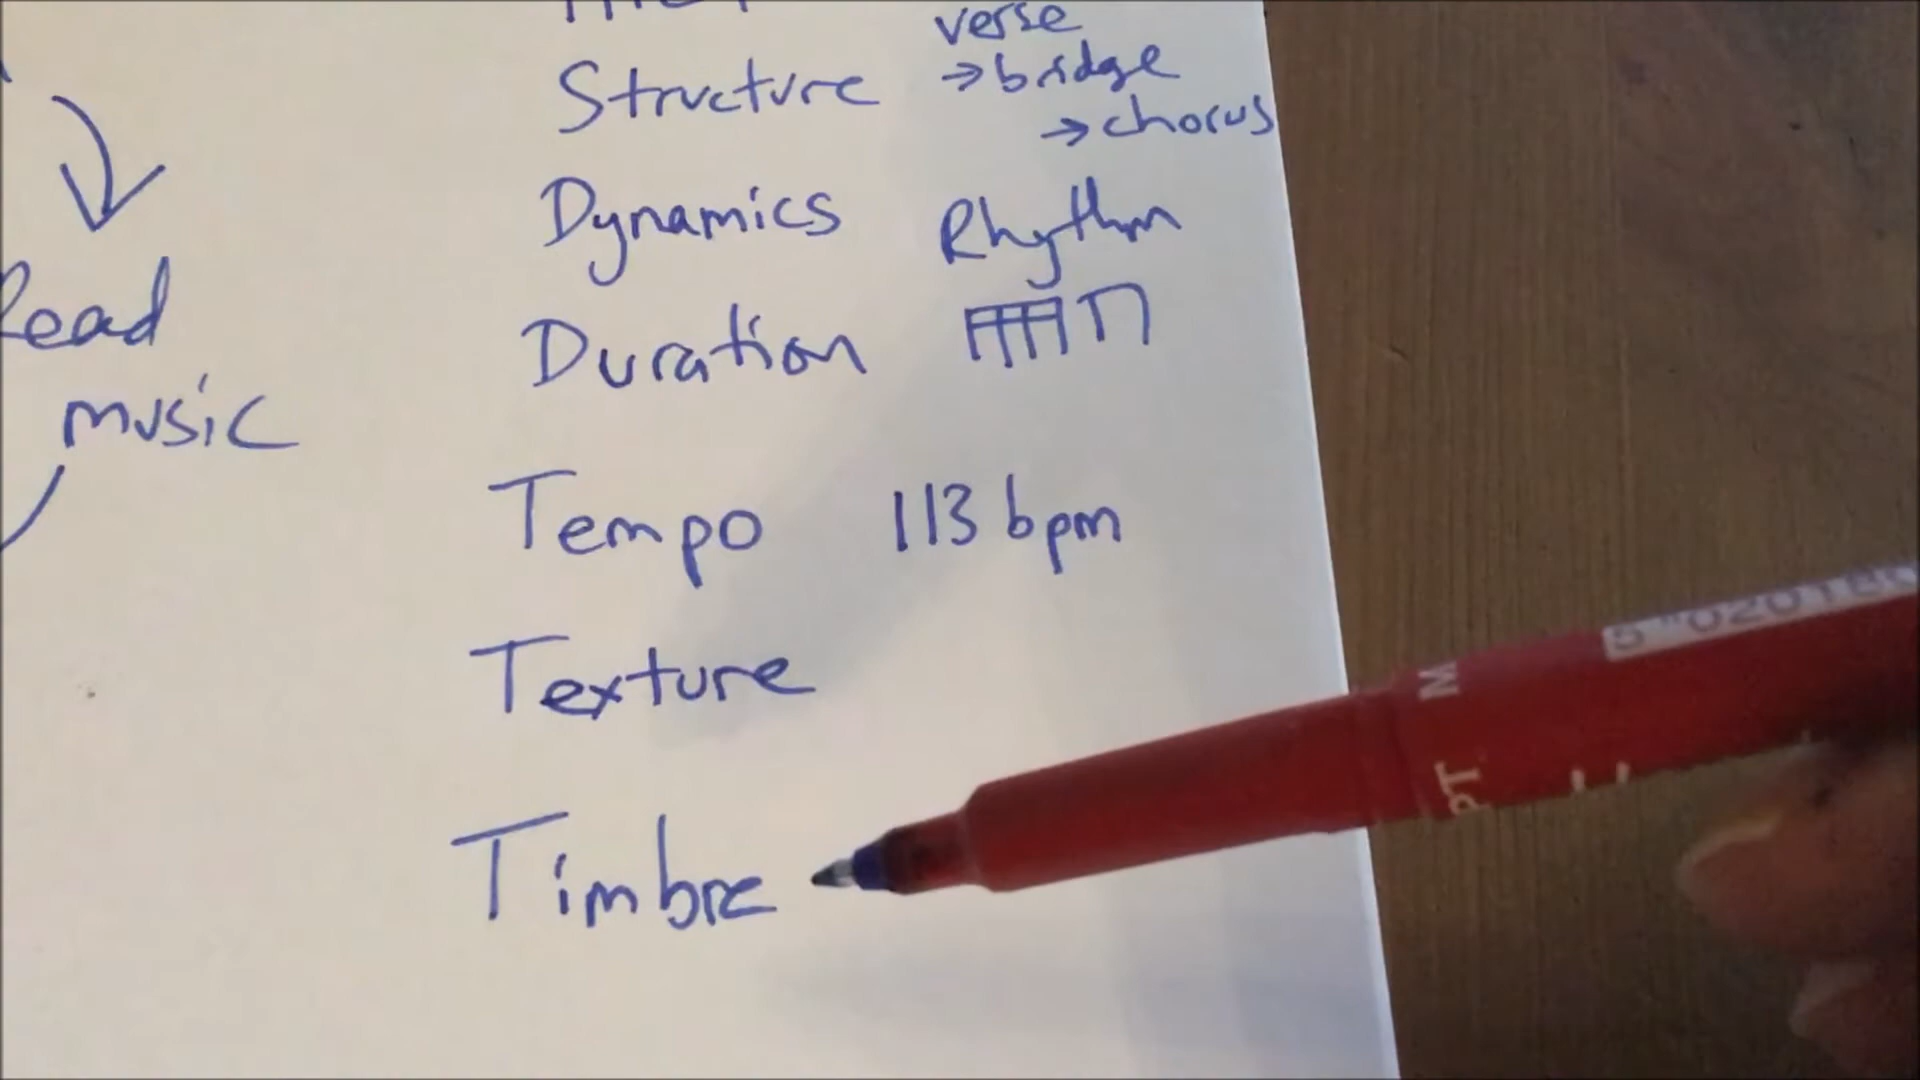 verse
Structure → bridge
→ chorus
Dynamics Rhythm
Duration
Read
music
Tempo 113 bpm
Texture
Timbre